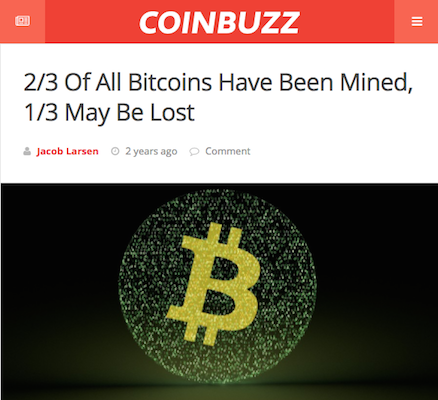 COINBUZZ
2/3 Of All Bitcoins Have Been Mined,
1/3 May Be Lost
Jacob Larsen 2 years ago Comment